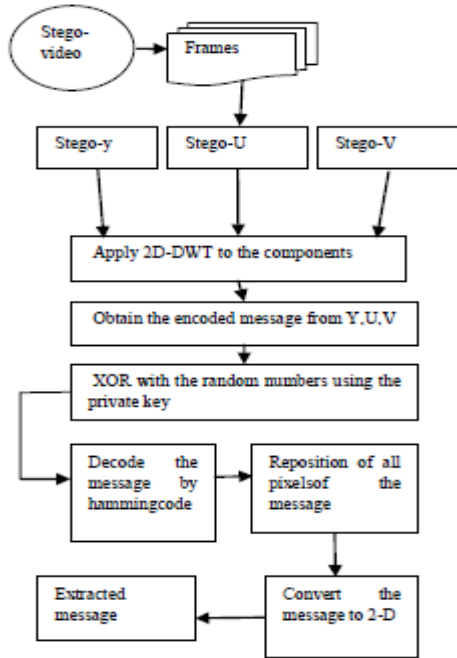 Stego-
video
Frames
Stego-y
Stego-U
Stego-V
Apply 2D-DWT to the components
Obtain the encoded message from Y,U,V
XOR with the random numbers using the
private key
Decode the
message by
hammingcode
Reposition of all
pixelsof the
message
Extracted
message
Convert the
message to 2-D